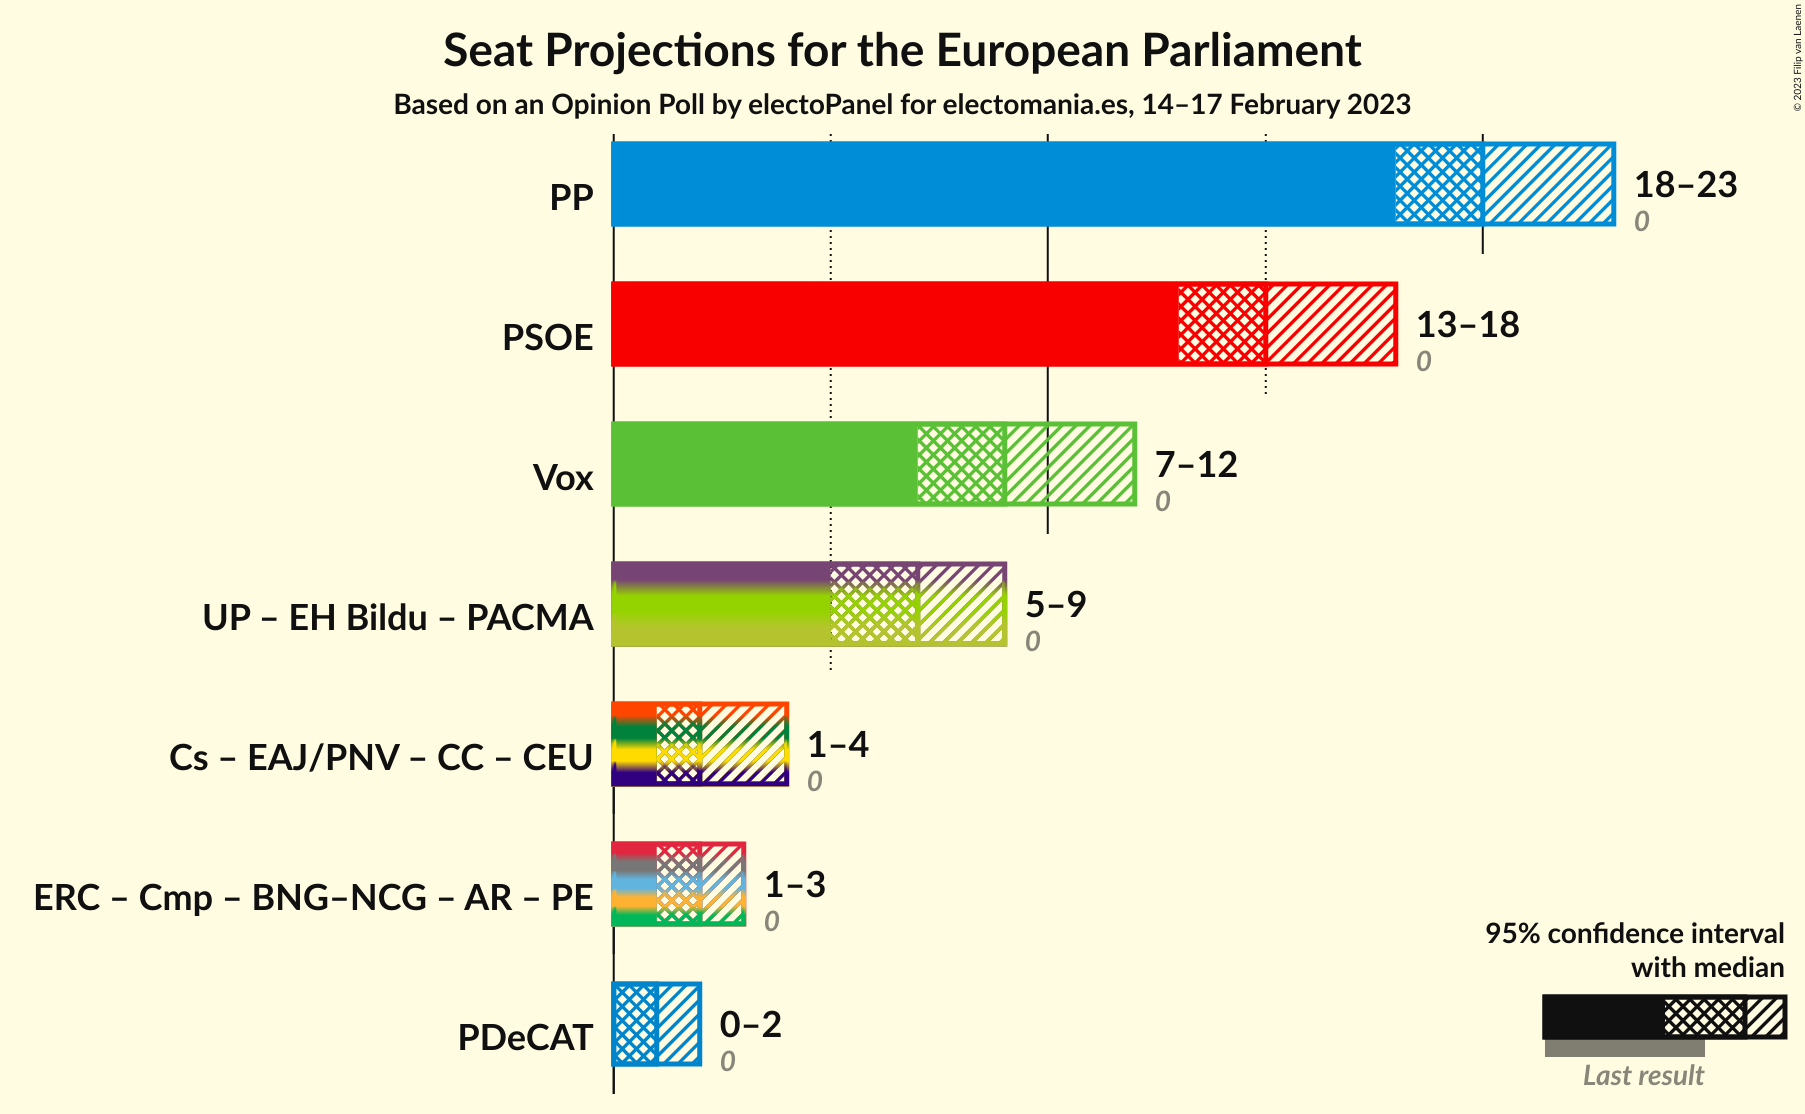 Seat Projections for the European Parliament
Based on an Opinion Poll by electoPanel for electomania.es, 14–17 February 2023
© 2023 Filip van Laenen
PP
18–23
0
PSOE
13–18
0
Vox
7–12
0
UP – EH Bildu – PACMA
5–9
0
Cs – EAJ/PNV – CC – CEU
1–4
0
ERC – Cmp – BNG–NCG – AR – PE
1–3
0
PDeCAT
0–2
0
95% confidence interval
with median
Last result